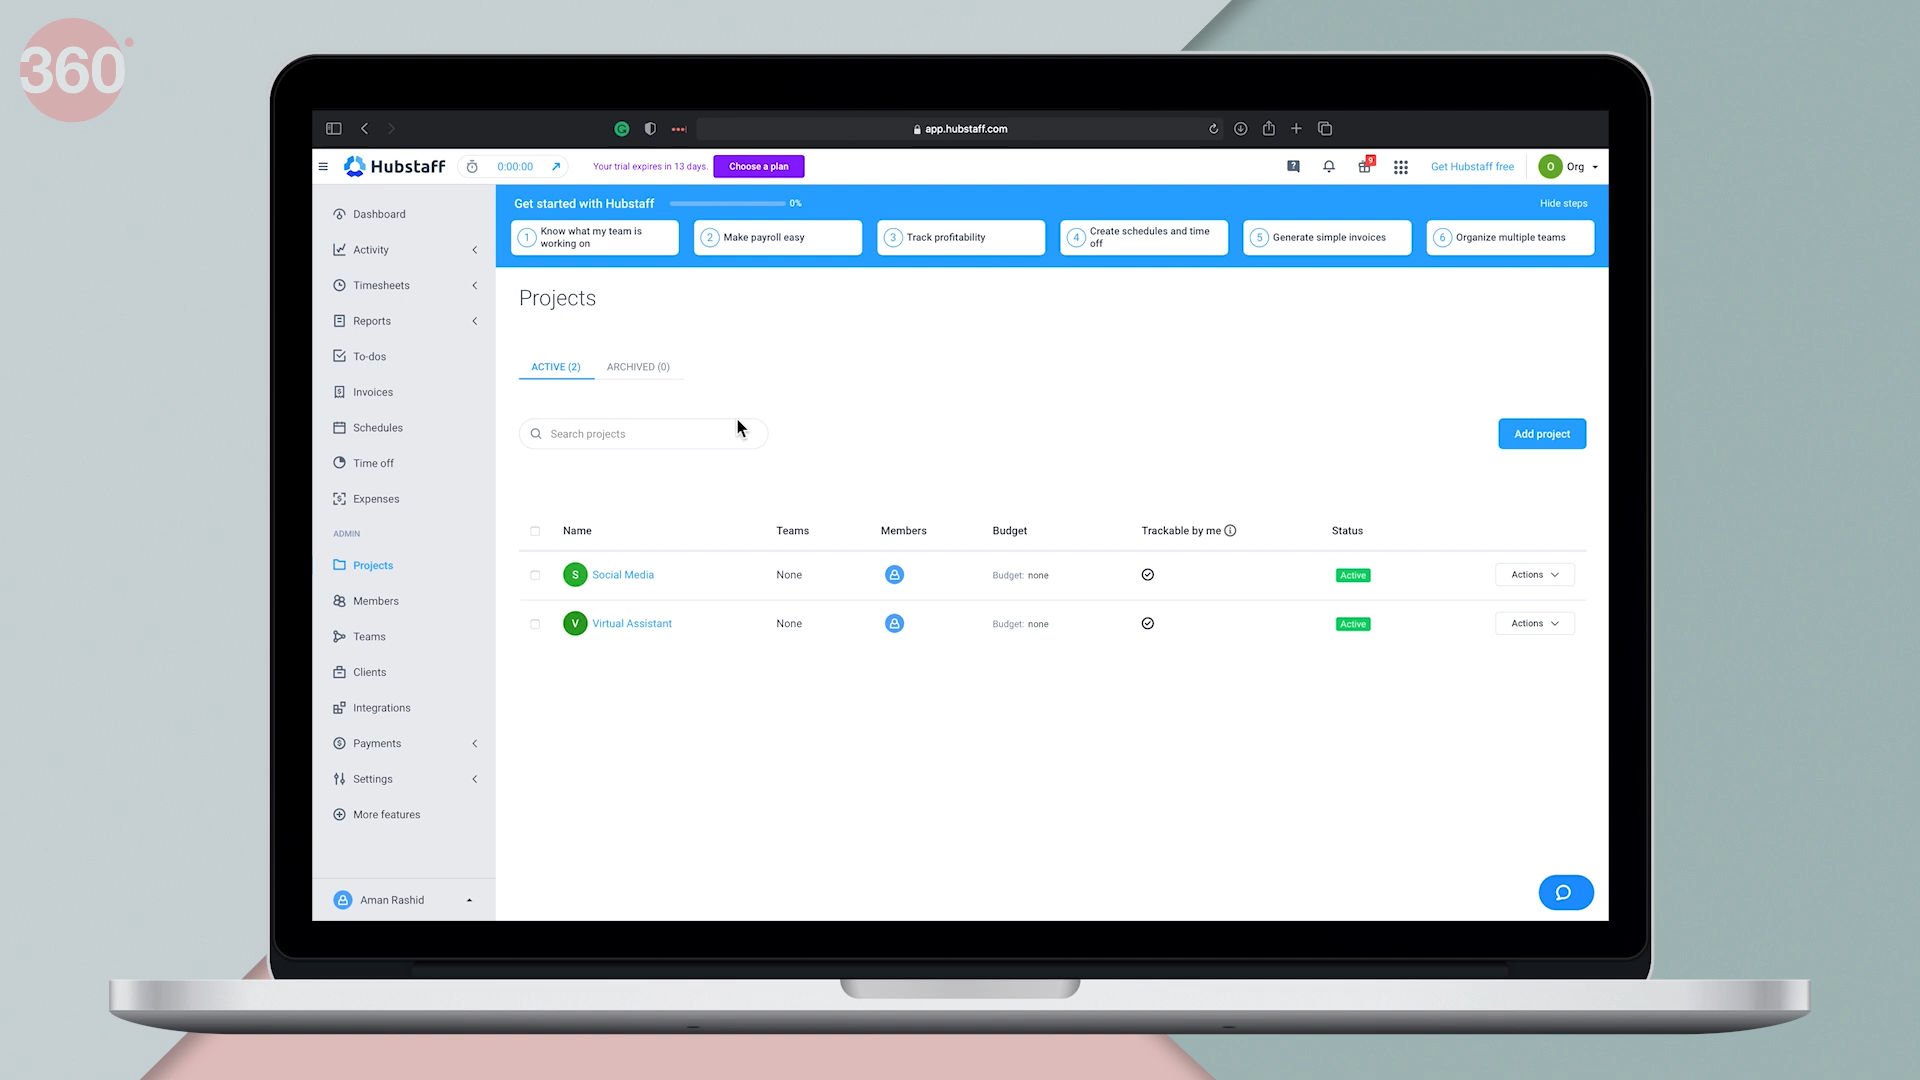 360°
app.hubstaff.com
Hubstaff
0:00:00
Your trial expires in 13 days.
Choose a plan
?
9
Get Hubstaff free
O
Org
Dashboard
Activity
Timesheets
Reports
To-dos
Invoices
Schedules
Time off
Expenses
ADMIN
Projects
Members
Teams
Clients
Integrations
Payments
Settings
More features
Aman Rashid
Get started with Hubstaff
0%
Hide steps
1 Know what my team is
working on
2 Make payroll easy
3 Track profitability
4 Create schedules and time
off
5 Generate simple invoices
6 Organize multiple teams
Projects
ACTIVE (2) ARCHIVED (0)
Search projects
Add project
Name Teams Members Budget Trackable by me Status
S Social Media None Budget: none Active Actions
V Virtual Assistant None Budget: none Active Actions